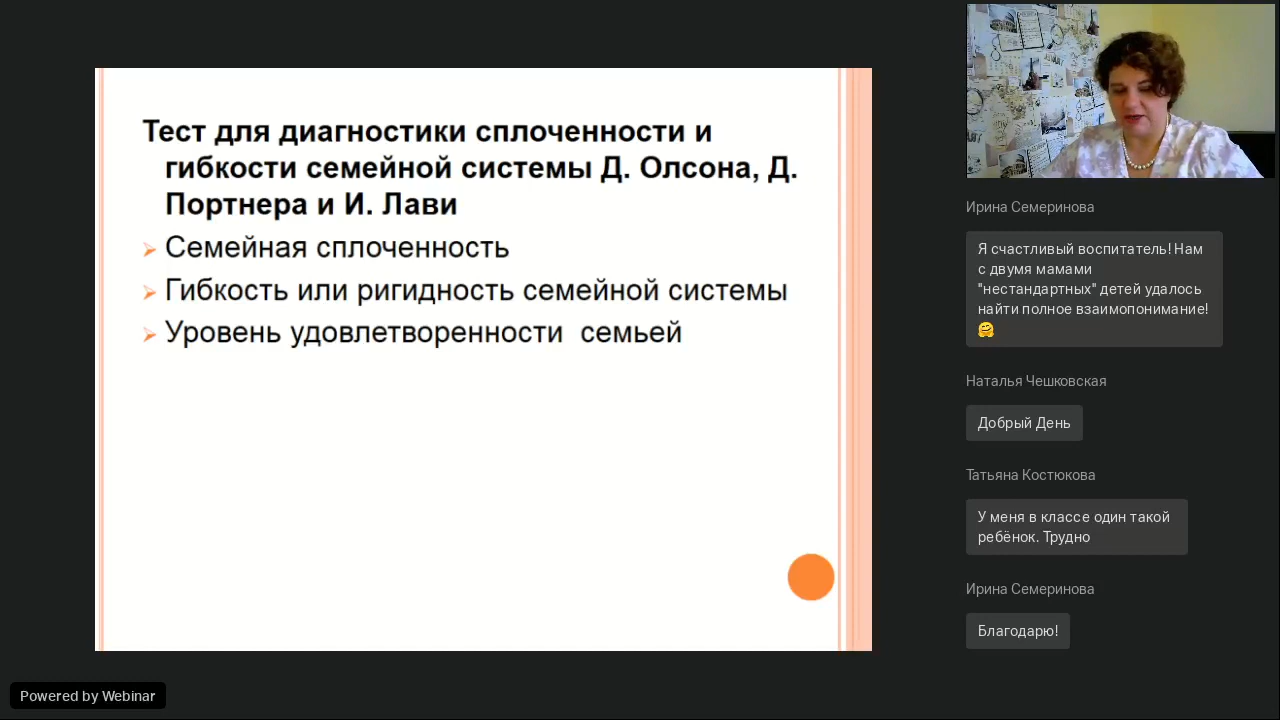 Тест для диагностики сплоченности и
гибкости семейной системы Д. Олсона, Д.
Портнера и И. Лави
Семейная сплоченность
Гибкость или ригидность семейной системы
Уровень удовлетворенности  семьей
Ирина Семеринова
Я счастливый воспитатель! Нам
с двумя мамами
"нестандартных" детей удалось
найти полное взаимопонимание!
🤗
Наталья Чешковская
Добрый День
Татьяна Костюкова
У меня в классе один такой
ребёнок. Трудно
Ирина Семеринова
Благодарю!
Powered by Webinar